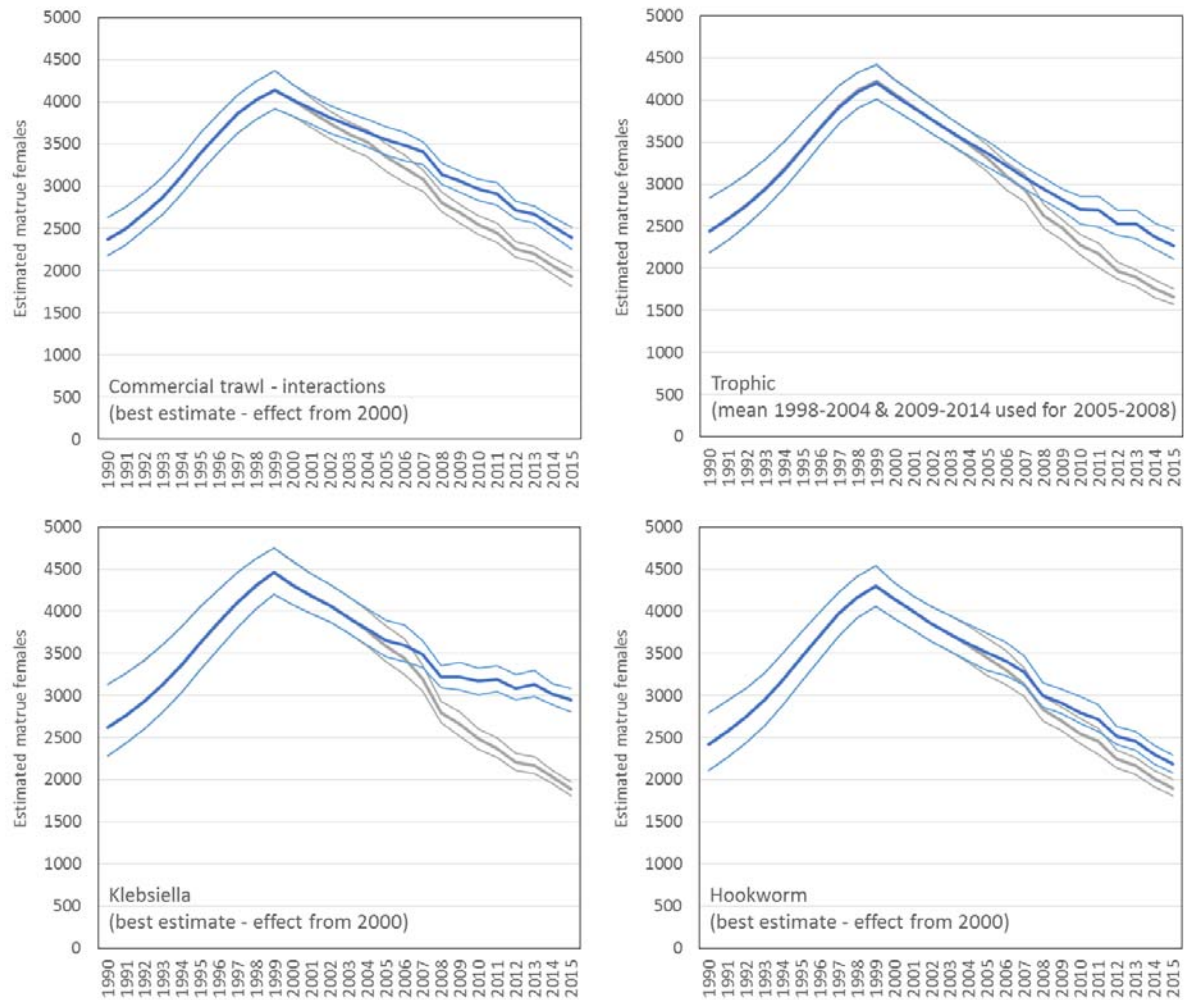 5000
4500
4000
3500
3000
2500
2000
1500
1000
500
0
Estimated matrue females
Commercial trawl - interactions
(best estimate - effect from 2000)
1990 1991 1992 1993 1994 1995 1996 1997 1998 1999 2000 2001 2002 2003 2004 2005 2006 2007 2008 2009 2010 2011 2012 2013 2014 2015
5000
4500
4000
3500
3000
2500
2000
1500
1000
500
0
Estimated matrue females
Trophic
(mean 1998-2004 & 2009-2014 used for 2005-2008)
1990 1991 1992 1993 1994 1995 1996 1997 1998 1999 2000 2001 2002 2003 2004 2005 2006 2007 2008 2009 2010 2011 2012 2013 2014 2015
5000
4500
4000
3500
3000
2500
2000
1500
1000
500
0
Estimated matrue females
Klebsiella
(best estimate - effect from 2000)
1990 1991 1992 1993 1994 1995 1996 1997 1998 1999 2000 2001 2002 2003 2004 2005 2006 2007 2008 2009 2010 2011 2012 2013 2014 2015
5000
4500
4000
3500
3000
2500
2000
1500
1000
500
0
Estimated matrue females
Hookworm
(best estimate - effect from 2000)
1990 1991 1992 1993 1994 1995 1996 1997 1998 1999 2000 2001 2002 2003 2004 2005 2006 2007 2008 2009 2010 2011 2012 2013 2014 2015